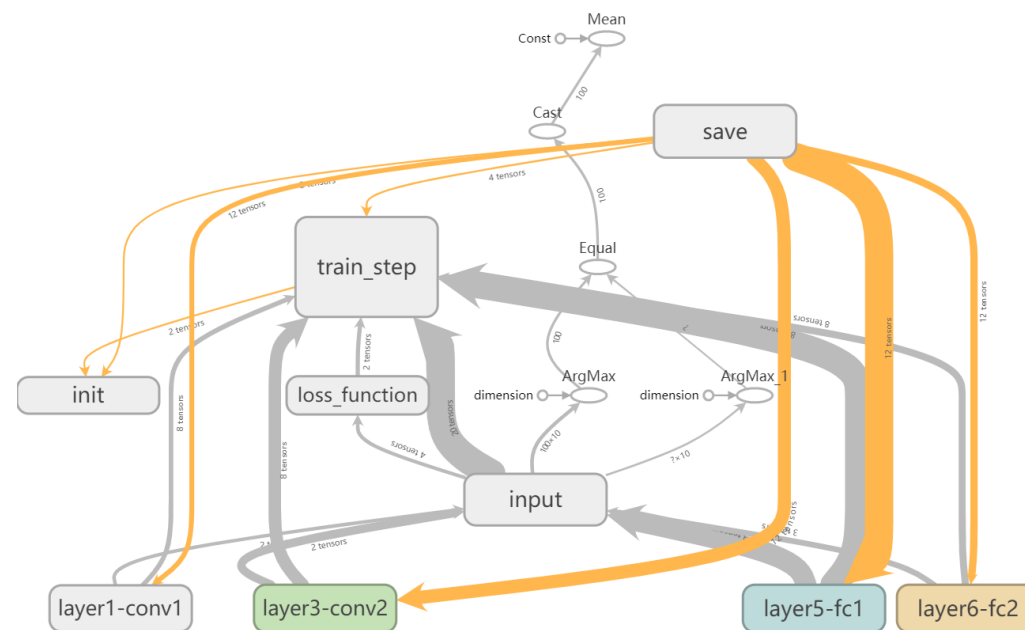 Mean
Const
100
Cast
save
4 tensors
12 tensors
100
train_step
Equal
12 tensors
8 tensors
2 tensors
100
12 tensors
2 tensors
ArgMax
ArgMax_1
init
loss_function
dimension
dimension
8 tensors
20 tensors
4 tensors
100×10
?×10
8 tensors
input
2 tensors
layer1-conv1
layer3-conv2
layer5-fc1
layer6-fc2